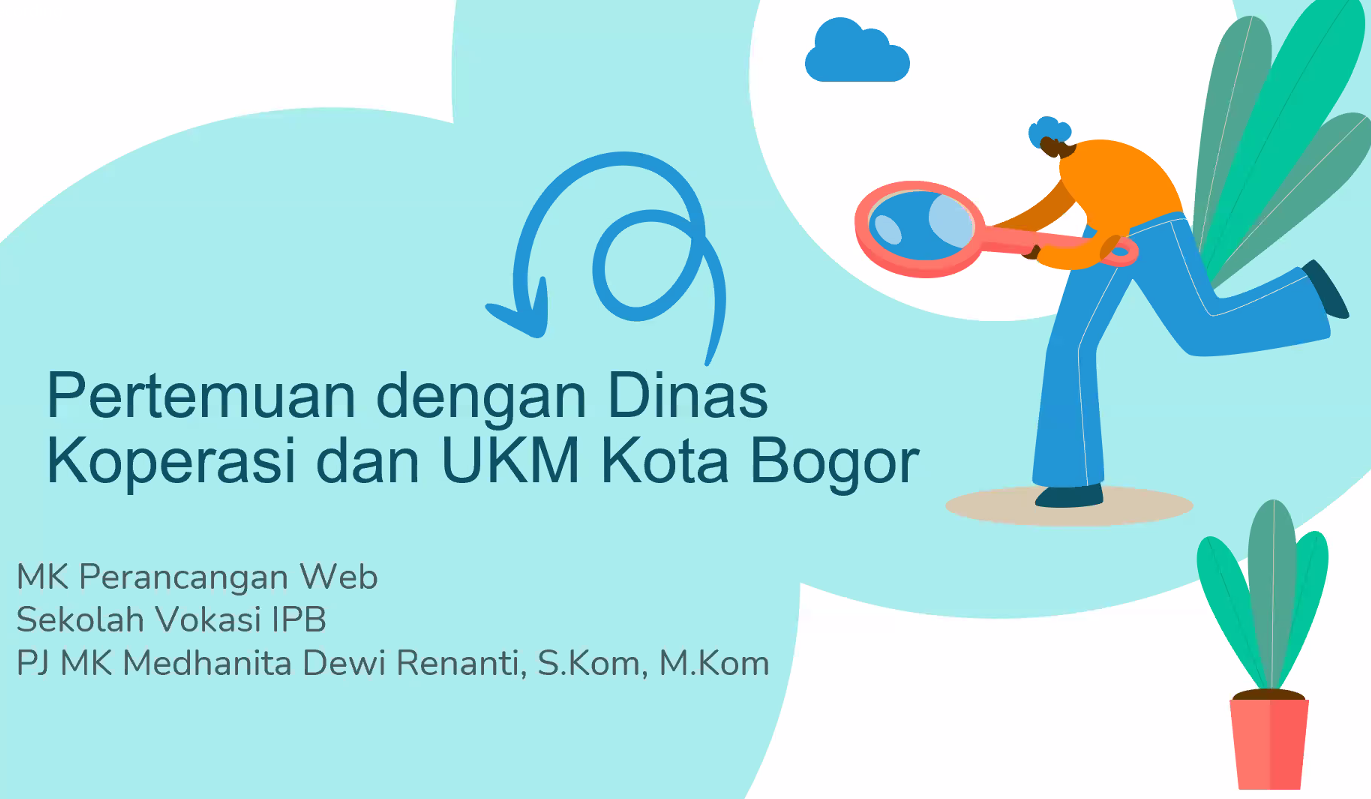 Pertemuan dengan Dinas
Koperasi dan UKM Kota Bogor
MK Perancangan Web
Sekolah Vokasi IPB
PJ MK Medhanita Dewi Renanti, S.Kom, M.Kom